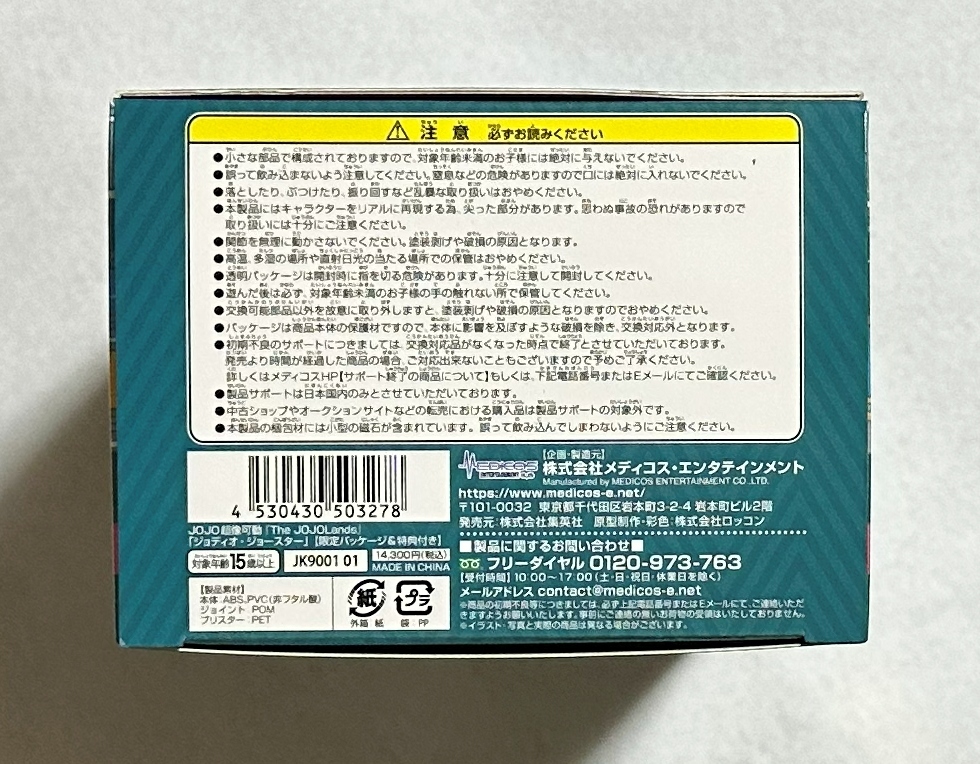 注意 必ずお読みください
●小さな部品で構成されておりますので、対象年齢未満のお子様には絶対に与えないでください。
●誤って飲み込まないよう注意してください。窒息などの危険がありますので口には絶対に入れないでください。
●落としたり、ぶつけたり、振り回すなど乱暴な取り扱いはおやめください。
●本製品にはキャラクターをリアルに再現する為、尖った部分があります。思わぬ事故の恐れがありますので
取り扱いには十分にご注意ください。
●関節を無理に動かさないでください。塗装剥げや破損の原因となります。
●高温、多湿の場所や直射日光の当たる場所での保管はおやめください。
●透明パッケージは開封時に指を切る危険があります。十分に注意して開封してください。
●遊んだ後は必ず、対象年齢未満のお子様の手の触れない所で保管してください。
●交換可能部品以外を故意に取り外しますと、塗装剥げや破損の原因となりますのでおやめください。
●パッケージは商品本体の保護材ですので、本体に影響を及ぼすような破損を除き、交換対応外となります。
●初期不良のサポートにつきましては、交換対応品がなくなった時点で終了とさせていただいております。
発売より時間が経過した商品の場合、ご対応出来ないこともございますので予めご了承ください。
詳しくはメディコスHP【サポート終了の商品について】もしくは、下記電話番号またはEメールにてご確認ください。
●製品サポートは日本国内のみとさせていただいております。
●中古ショップやオークションサイトなどの転売における購入品は製品サポートの対象外です。
●本製品の梱包材には小型の磁石が含まれています。誤って飲み込んでしまわないようにご注意ください。
4 530430 503278
JOJO超像可動 「The JOJOLands」
「ジョディオ・ジョースター」【限定パッケージ&特典付き】
対象年齢15歳以上
JK9001 01
14,300円(税込)
MADE IN CHINA
【製品素材】
本体：ABS,PVC(非フタル酸)
ジョイント：POM
ブリスター：PET
紙
外箱：紙
プラ
袋：PP
MEDICOS
【企画・製造元】
株式会社メディコス・エンタテインメント
Manufactured by MEDICOS ENTERTAINMENT CO.,LTD.
https://www.medicos-e.net/
〒101-0032 東京都千代田区岩本町3-2-4 岩本町ビル2階
発売元：株式会社集英社 原型制作・彩色：株式会社ロッコン
■製品に関するお問い合わせ■
フリーダイヤル 0120-973-763
【受付時間】10:00～17:00(土・日・祝日・休業日を除く)
メールアドレス contact@medicos-e.net
※商品の初期不良等につきましては、必ず上記電話番号またはEメールにて、ご連絡いただ
きますようお願いいたします。事前にご連絡の無いお荷物の受領はいたしておりません。
※イラスト・写真と実際の商品は異なる場合がございます。